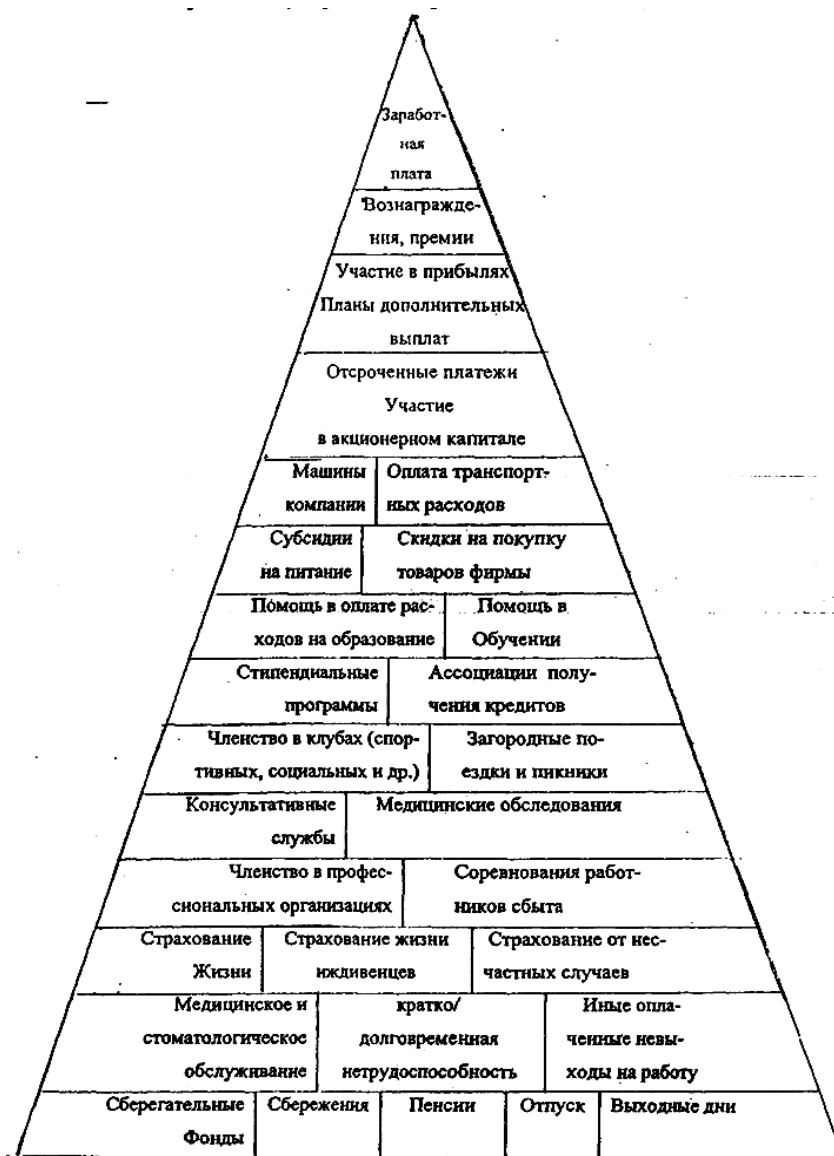 Заработ-
ная
плата
Вознагражде-
ния, премии
Участие в прибылях
Планы дополнительных
выплат
Отсроченные платежи
Участие
в акционерном капитале
Машины Оплата транспорт-
компании ных расходов
Субсидии Скидки на покупку
на питание товаров фирмы
Помощь в оплате рас- Помощь в
ходов на образование Обучении
Стипендиальные Ассоциации полу-
программы чения кредитов
Членство в клубах (спор- Загородные по-
тивных, социальных и др.) ездки и пикники
Консультативные Медицинские обследования
службы
Членство в профес- Соревнования работ-
сиональных организациях ников сбыта
Страхование Страхование жизни Страхование от нес-
Жизни иждивенцев частных случаев
Медицинское и кратко/ Иные опла-
стоматологическое долговременная ченные невы-
обслуживание нетрудоспособность ходы на работу
Сберегательные Сбережения Пенсии Отпуск Выходные дни
Фонды